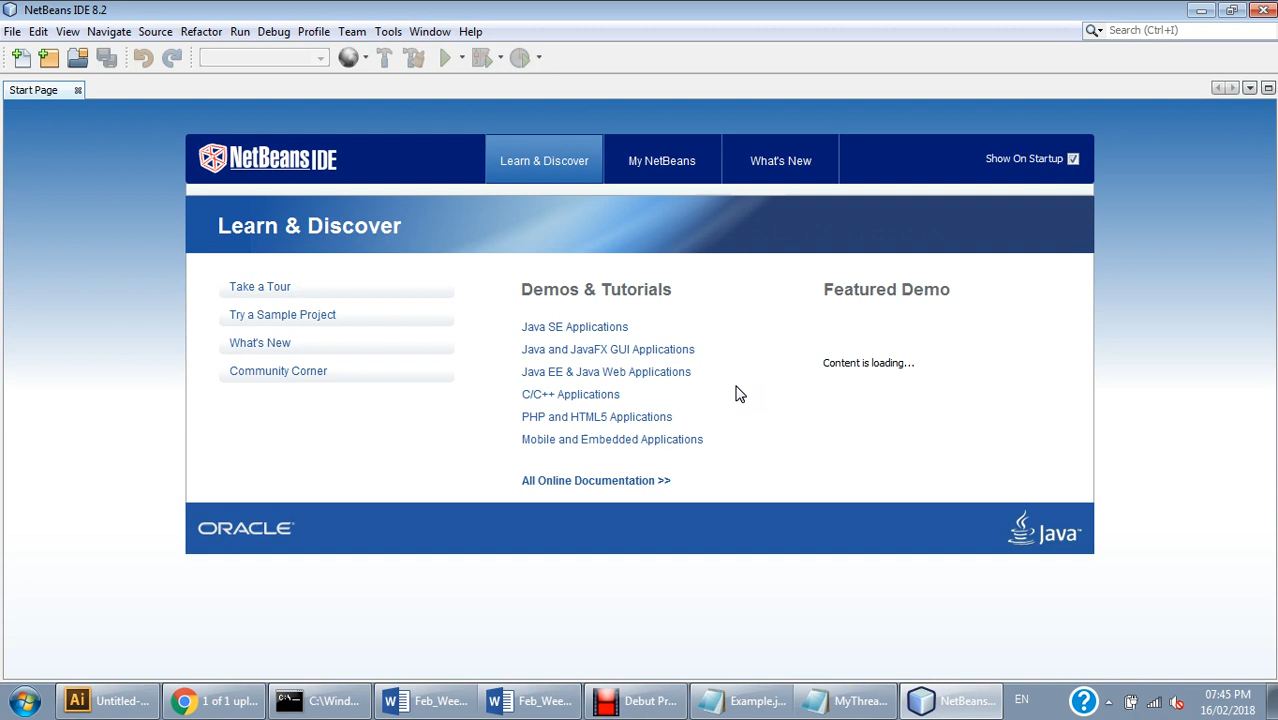 NetBeans IDE 8.2
File Edit View Navigate Source Refactor Run Debug Profile Team Tools Window Help
Search (Ctrl+I)
Start Page
NetBeans IDE
Learn & Discover
My NetBeans
What's New
Show On Startup
Learn & Discover
Take a Tour
Try a Sample Project
What's New
Community Corner
Demos & Tutorials
Java SE Applications
Java and JavaFX GUI Applications
Java EE & Java Web Applications
C/C++ Applications
PHP and HTML5 Applications
Mobile and Embedded Applications
All Online Documentation >>
Featured Demo
Content is loading...
ORACLE
Java
Ai Untitled-... 1 of 1 upl... C:\Wind... Feb_Wee... Feb_Wee... Debut Pr... Example.j... MyThrea... NetBeans... EN
07:45 PM
16/02/2018